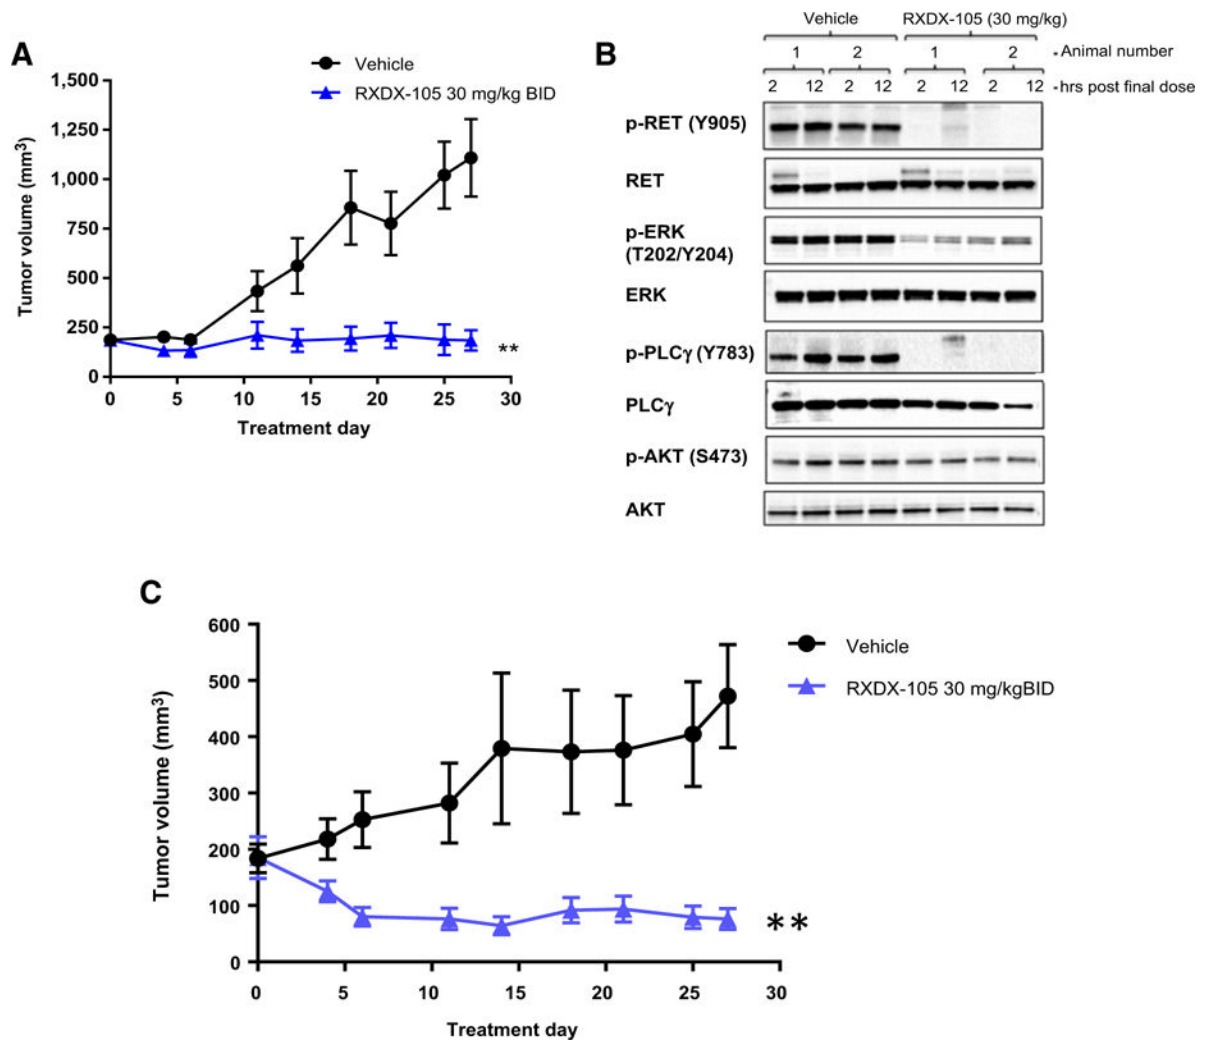 A
Vehicle
RXDX-105 30 mg/kg BID
Tumor volume (mm3)
1,500
1,250
1,000
750
500
250
0
**
0 5 10 15 20 25 30
Treatment day
B
Vehicle RXDX-105 (30 mg/kg)
1 2 1 2 - Animal number
2 12 2 12 2 12 2 12 - hrs post final dose
p-RET (Y905)
RET
p-ERK
(T202/Y204)
ERK
p-PLCγ (Y783)
PLCγ
p-AKT (S473)
AKT
C
Vehicle
RXDX-105 30 mg/kgBID
Tumor volume (mm3)
600
500
400
300
200
100
0
**
0 5 10 15 20 25 30
Treatment day